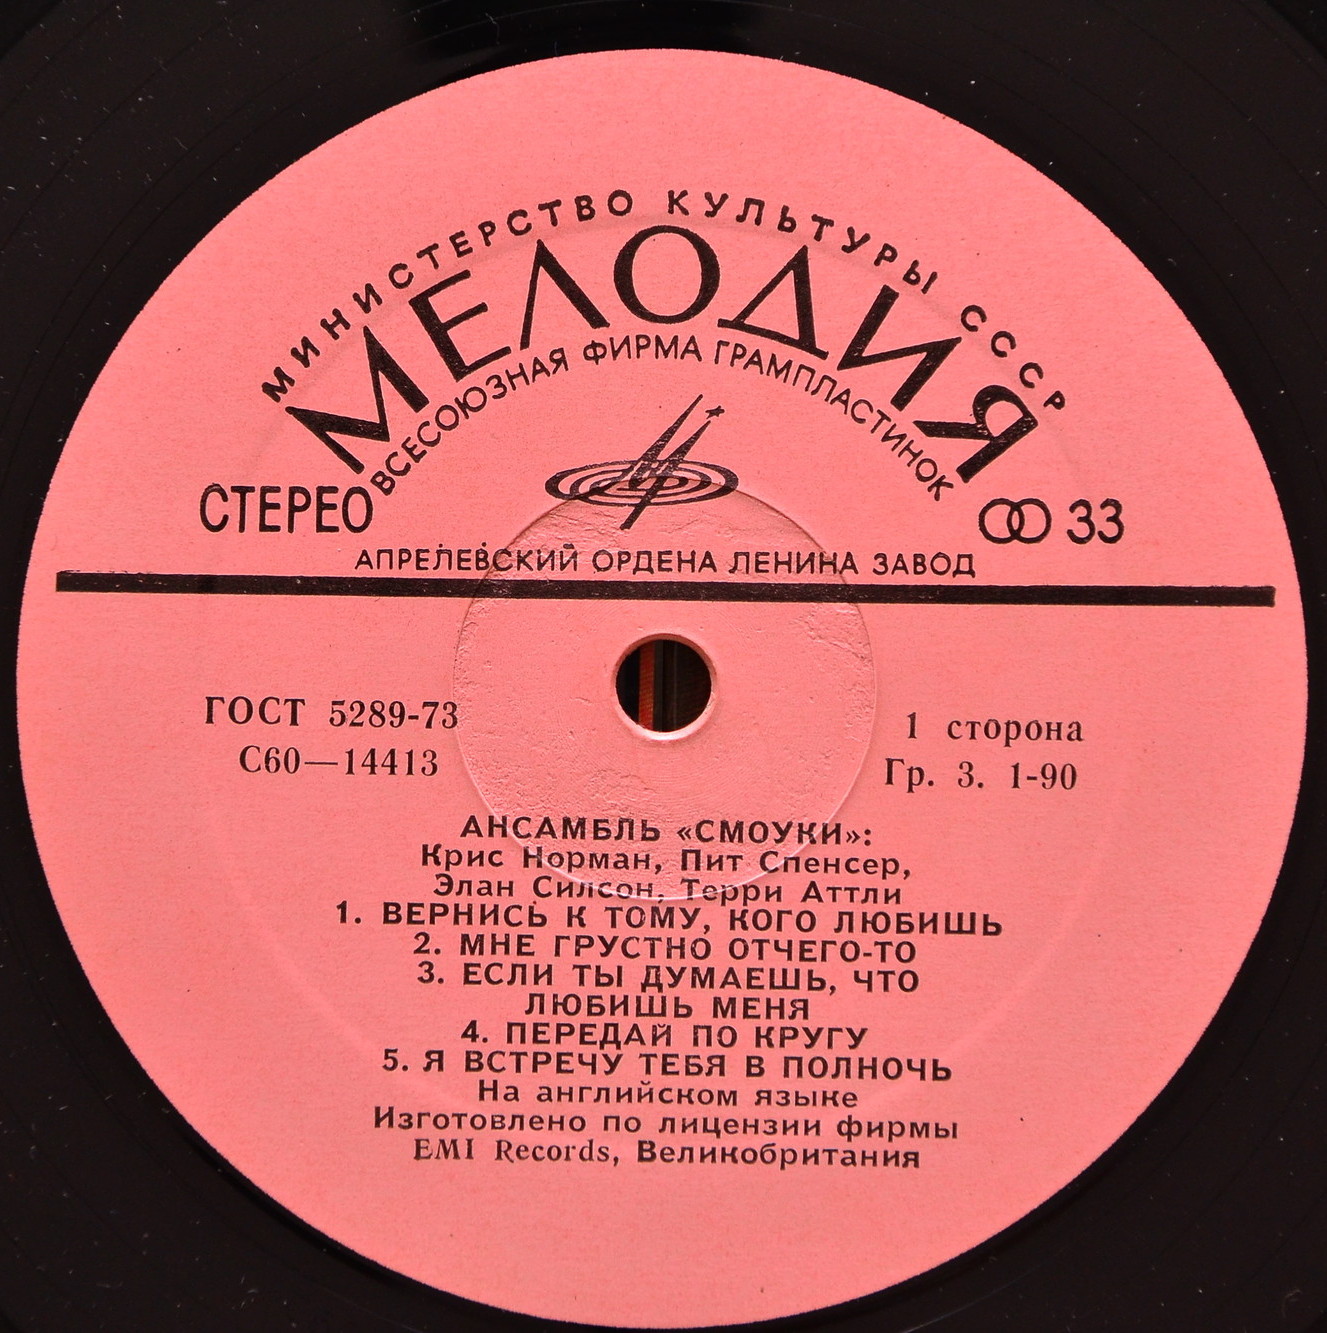 МИНИСТЕРСТВО КУЛЬТУРЫ СССР
МЕЛОДИЯ
ВСЕСОЮЗНАЯ ФИРМА ГРАМПЛАСТИНОК
СТЕРЕО
33
АПРЕЛЕВСКИЙ ОРДЕНА ЛЕНИНА ЗАВОД
ГОСТ 5289-73
С60—14413
1 сторона
Гр. 3. 1-90
АНСАМБЛЬ «СМОУКИ»:
Крис Норман, Пит Спенсер,
Элан Силсон, Терри Аттли
1. ВЕРНИСЬ К ТОМУ, КОГО ЛЮБИШЬ
2. МНЕ ГРУСТНО ОТЧЕГО-ТО
3. ЕСЛИ ТЫ ДУМАЕШЬ, ЧТО
ЛЮБИШЬ МЕНЯ
4. ПЕРЕДАЙ ПО КРУГУ
5. Я ВСТРЕЧУ ТЕБЯ В ПОЛНОЧЬ
На английском языке
Изготовлено по лицензии фирмы
EMI Records, Великобритания